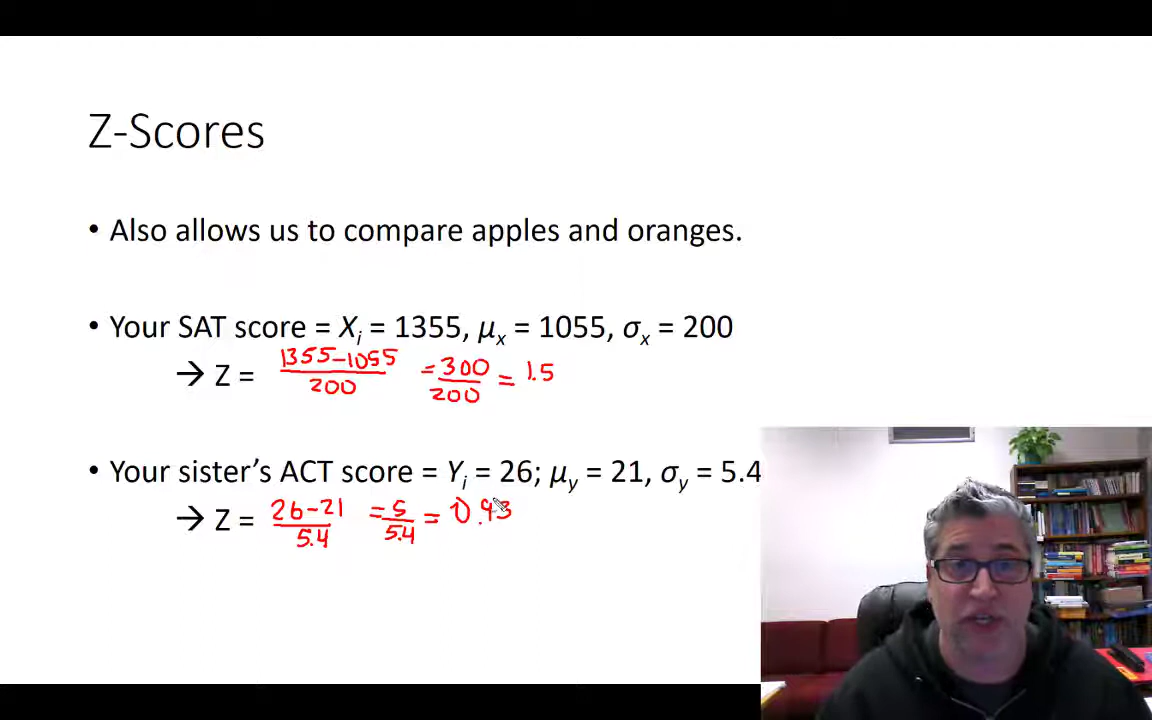 Z-Scores
• Also allows us to compare apples and oranges.
• Your SAT score = Xi = 1355, μx = 1055, σx = 200
→ Z = 1355-1055 / 200 = 300 / 200 = 1.5
• Your sister's ACT score = Yi = 26; μy = 21, σy = 5.4
→ Z = 26-21 / 5.4 = 5 / 5.4 = 0.93